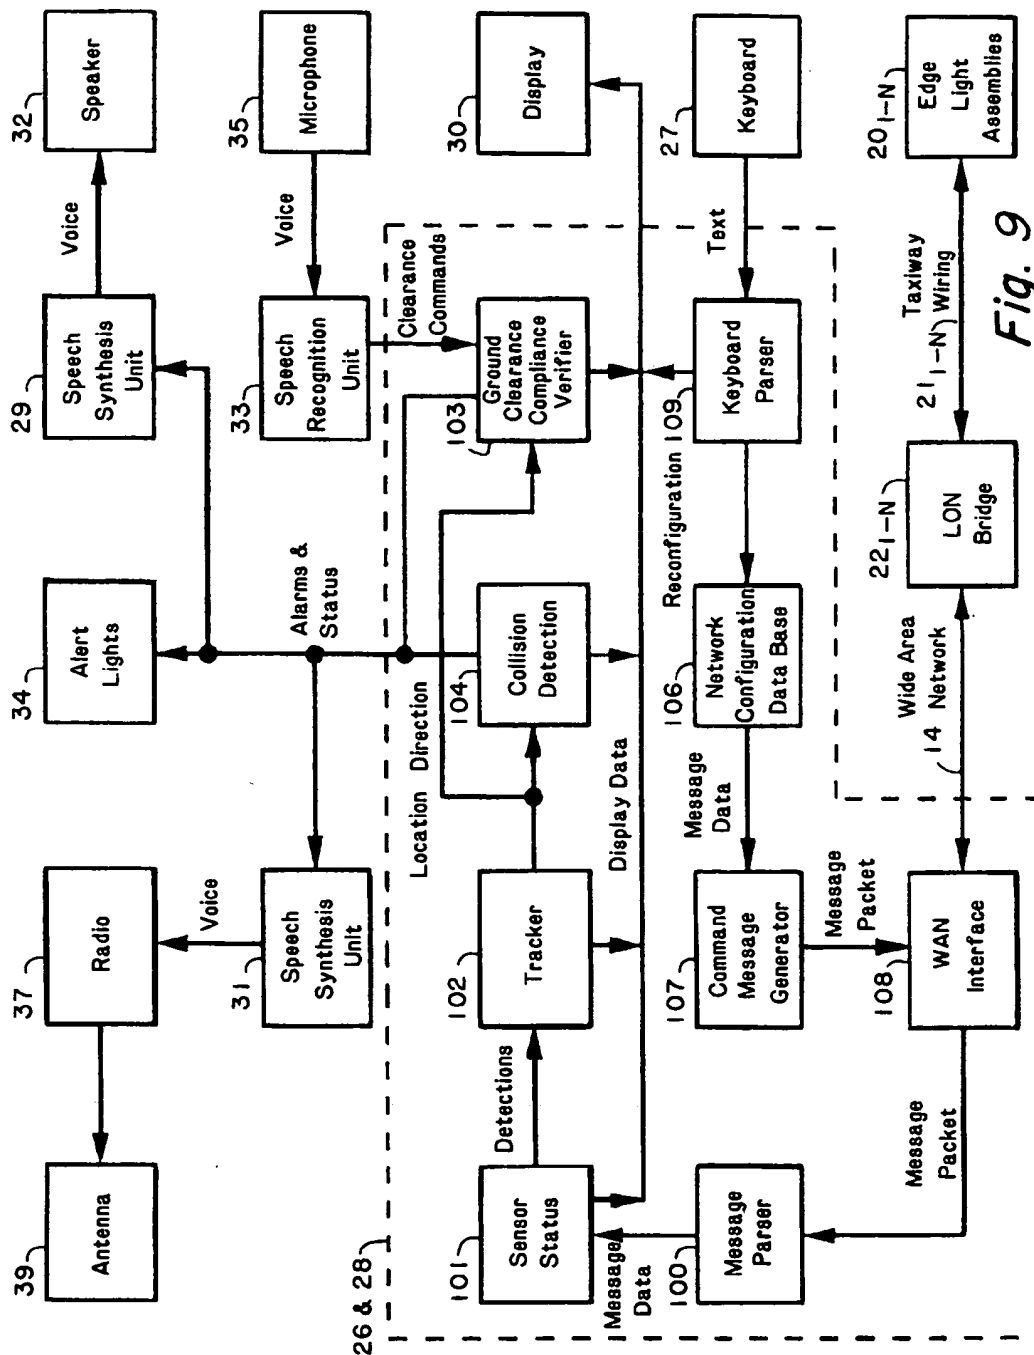 39
Antenna
37
Radio
34
Alert
Lights
29
Speech
Synthesis
Unit
Voice
32
Speaker
Voice
31
Speech
Synthesis
Unit
Alarms &
Status
33
Speech
Recognition
Unit
Voice
35
Microphone
26 & 28
Location Direction
Clearance
Commands
101
Sensor
Status
Detections
102
Tracker
104
Collision
Detection
103
Ground
Clearance
Compliance
Verifier
30
Display
Message
Data
Display Data
100
Message
Parser
107
Command
Message
Generator
Message
Data
106
Network
Configuration
Data Base
Reconfiguration
109
Keyboard
Parser
Text
27
Keyboard
Message
Packet
Message
Packet
108
WAN
Interface
Wide Area
14 Network
22 1-N
LON
Bridge
Taxiway
21 1-N Wiring
20 1-N
Edge
Light
Assemblies
Fig. 9